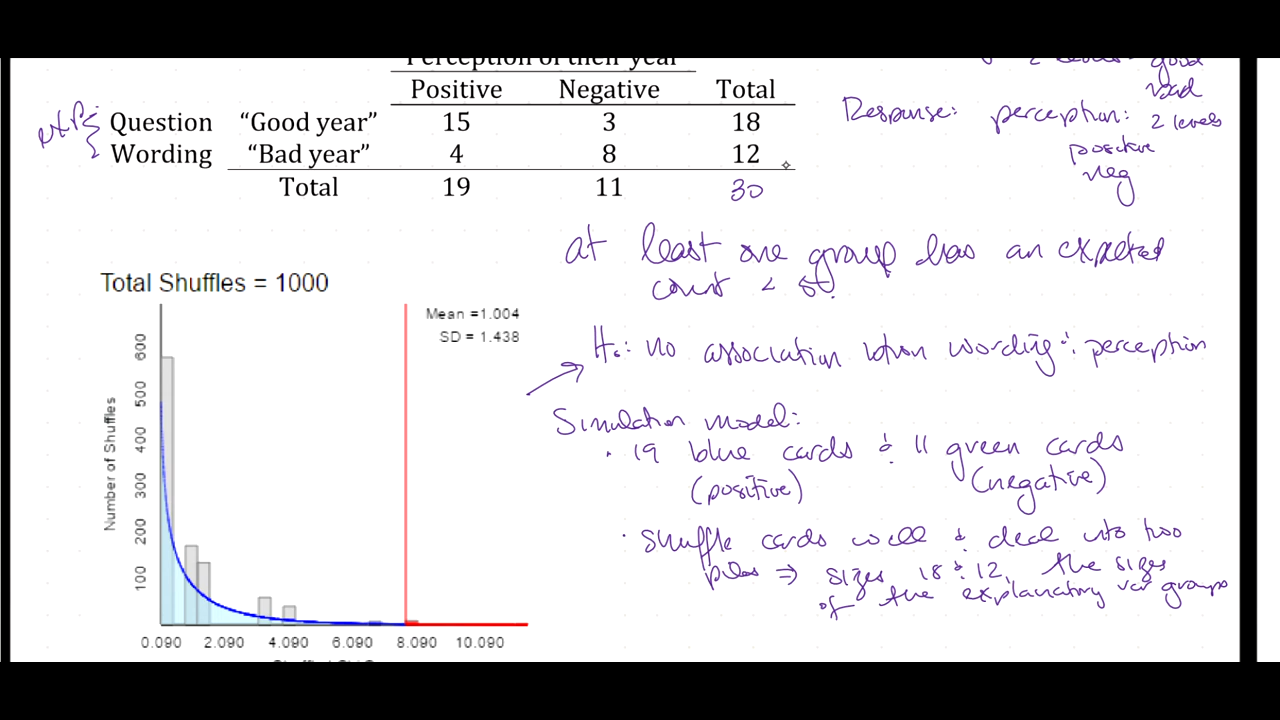 Perception of their year
Positive Negative Total
Question "Good year" 15 3 18
Wording "Bad year" 4 8 12
Total 19 11 30
exp
good
bad
Response: perception: 2 levels
positive
neg
at least one group has an expected
count < 5.
H₀: no association btwn wording & perception
Simulation model:
· 19 blue cards & 11 green cards
(positive) (negative)
· Shuffle cards well & deal into two
piles ⇒ sizes 18 & 12, the sizes
of the explanatory var groups
Total Shuffles = 1000
Mean =1.004
SD = 1.438
Number of Shuffles
600
500
400
300
200
100
0.090 2.090 4.090 6.090 8.090 10.090